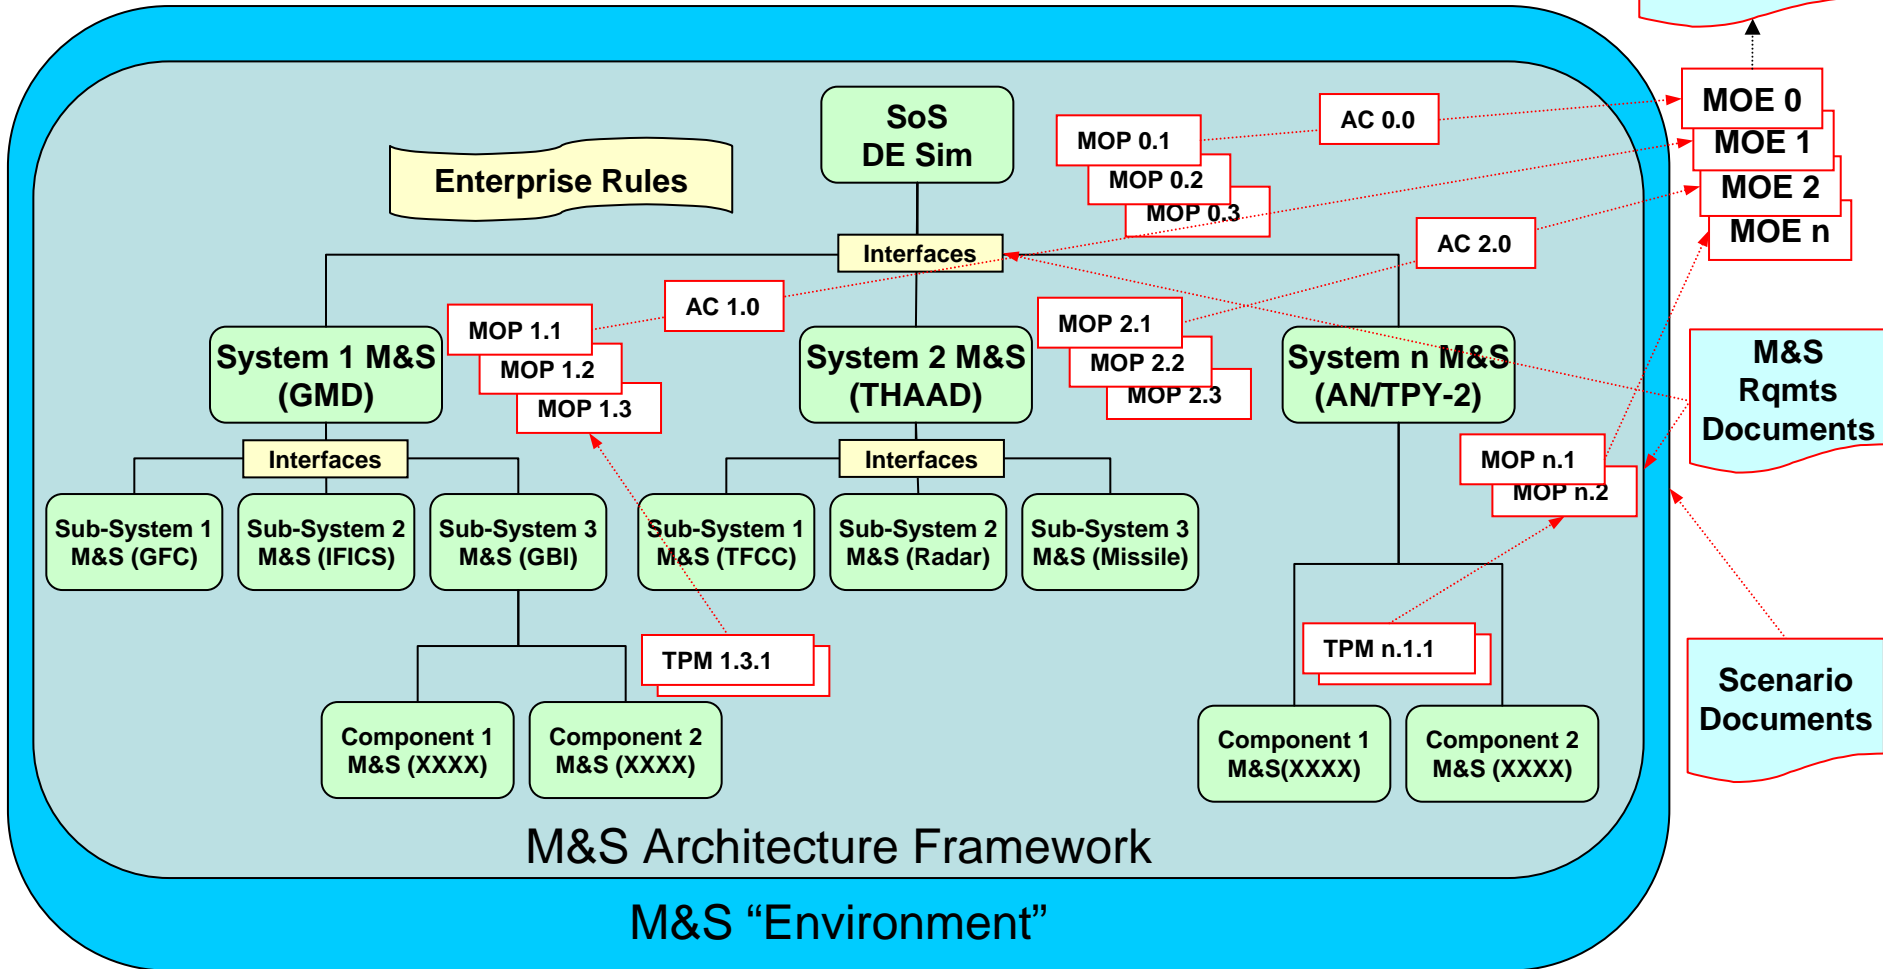 SoS
DE Sim
Enterprise Rules
MOP 0.1
MOP 0.2
MOP 0.3
AC 0.0
MOE 0
MOE 1
MOE 2
MOE n
Interfaces
AC 2.0
AC 1.0
MOP 1.1
MOP 1.2
MOP 1.3
MOP 2.1
MOP 2.2
MOP 2.3
System 1 M&S
(GMD)
System 2 M&S
(THAAD)
System n M&S
(AN/TPY-2)
M&S
Rqmts
Documents
Interfaces
Interfaces
MOP n.1
MOP n.2
Sub-System 1
M&S (GFC)
Sub-System 2
M&S (IFICS)
Sub-System 3
M&S (GBI)
Sub-System 1
M&S (TFCC)
Sub-System 2
M&S (Radar)
Sub-System 3
M&S (Missile)
TPM 1.3.1
TPM n.1.1
Scenario
Documents
Component 1
M&S (XXXX)
Component 2
M&S (XXXX)
Component 1
M&S(XXXX)
Component 2
M&S (XXXX)
M&S Architecture Framework
M&S “Environment”